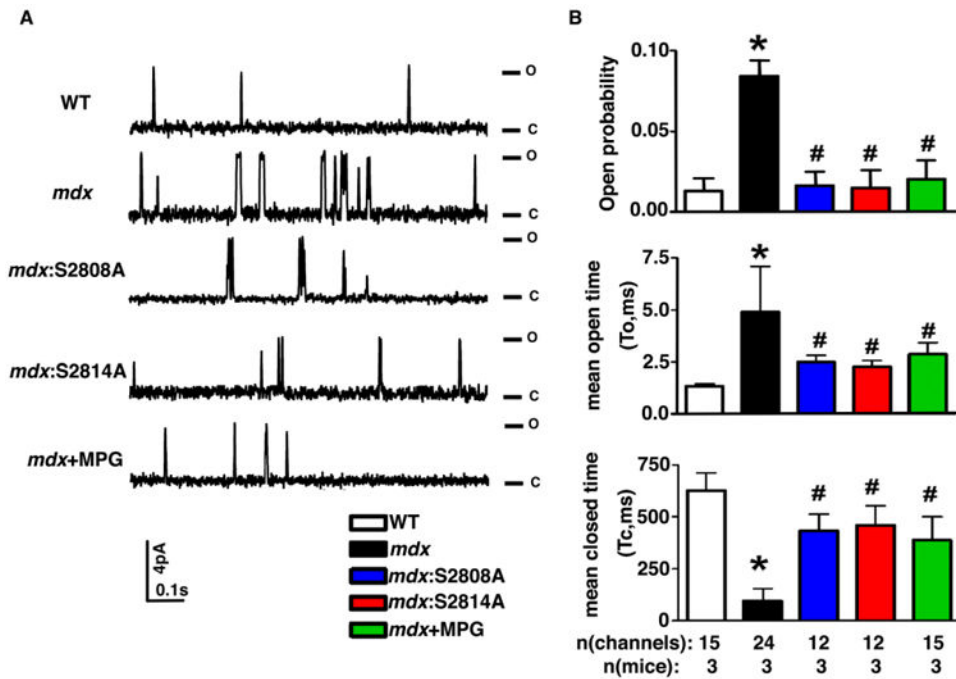 A
WT
O
C
mdx
O
C
mdx:S2808A
O
C
mdx:S2814A
O
C
mdx+MPG
O
C
4pA
0.1s
WT
mdx
mdx:S2808A
mdx:S2814A
mdx+MPG
B
Open probability
0.10
0.05
0.00
*
#
#
#
mean open time
(To,ms)
7.5
5.0
2.5
0.0
*
#
#
#
mean closed time
(Tc,ms)
750
500
250
0
*
#
#
#
n(channels): 15 24 12 12 15
n(mice): 3 3 3 3 3